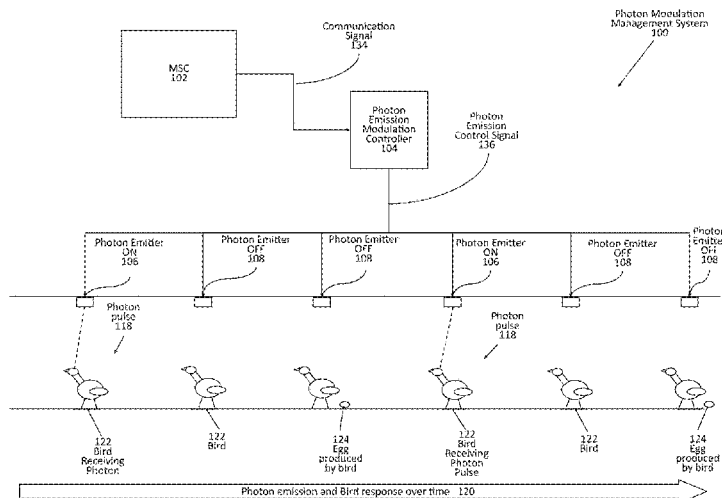 Photon Modulation
Management System
100
Communication
Signal
134
MSC
102
Photon
Emission
Modulation
Controller
104
Photon
Emission
Control Signal
136
Photon Emitter
ON
106
Photon Emitter
OFF
108
Photon Emitter
OFF
108
Photon Emitter
ON
106
Photon Emitter
OFF
108
Photon
Emitter
OFF
108
Photon
pulse
118
Photon
pulse
118
122
Bird
Receiving
Photon
122
Bird
124
Egg
produced
by bird
122
Bird
Receiving
Photon
Pulse
122
Bird
124
Egg
produced
by bird
Photon emission and Bird response over time 120